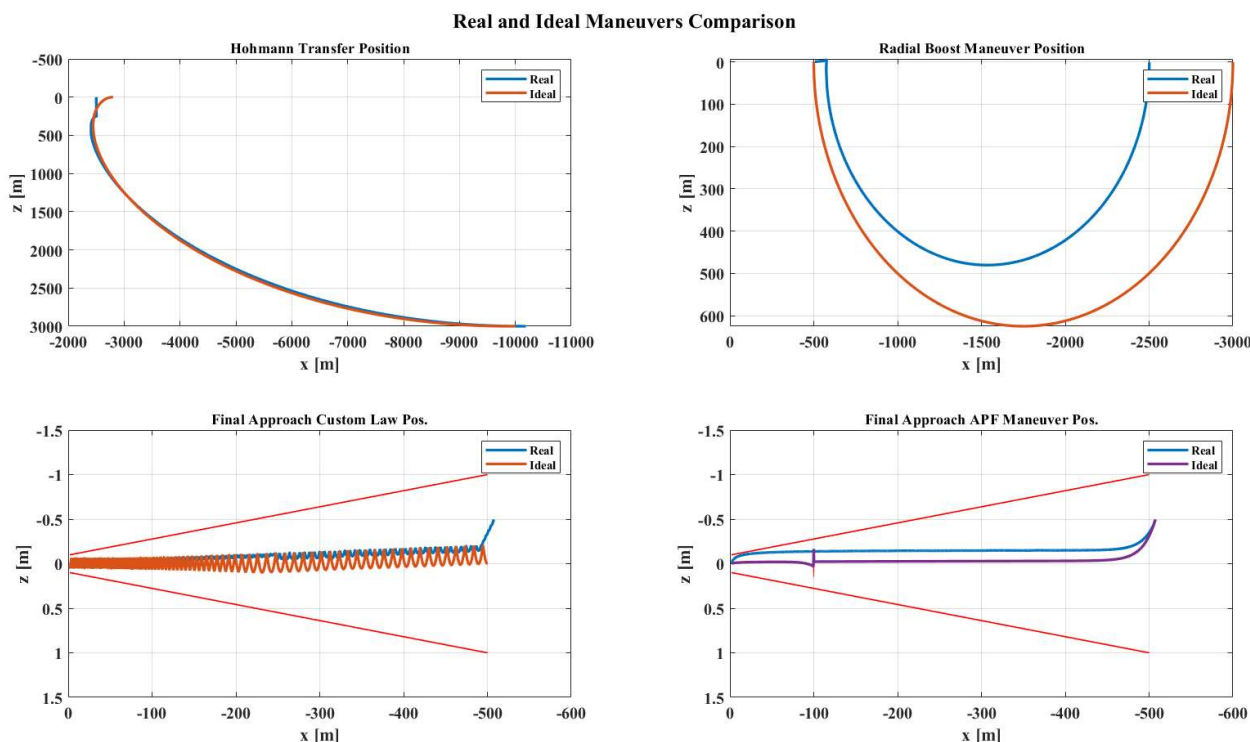 Real and Ideal Maneuvers Comparison
Hohmann Transfer Position
-500
0
500
1000
1500
2000
2500
3000
z [m]
-2000 -3000 -4000 -5000 -6000 -7000 -8000 -9000 -10000 -11000
x [m]
Real
Ideal
Radial Boost Maneuver Position
0
100
200
300
400
500
600
z [m]
0 -500 -1000 -1500 -2000 -2500 -3000
x [m]
Real
Ideal
Final Approach Custom Law Pos.
-1.5
-1
-0.5
0
0.5
1
1.5
z [m]
0 -100 -200 -300 -400 -500 -600
x [m]
Real
Ideal
Final Approach APF Maneuver Pos.
-1.5
-1
-0.5
0
0.5
1
1.5
z [m]
0 -100 -200 -300 -400 -500 -600
x [m]
Real
Ideal